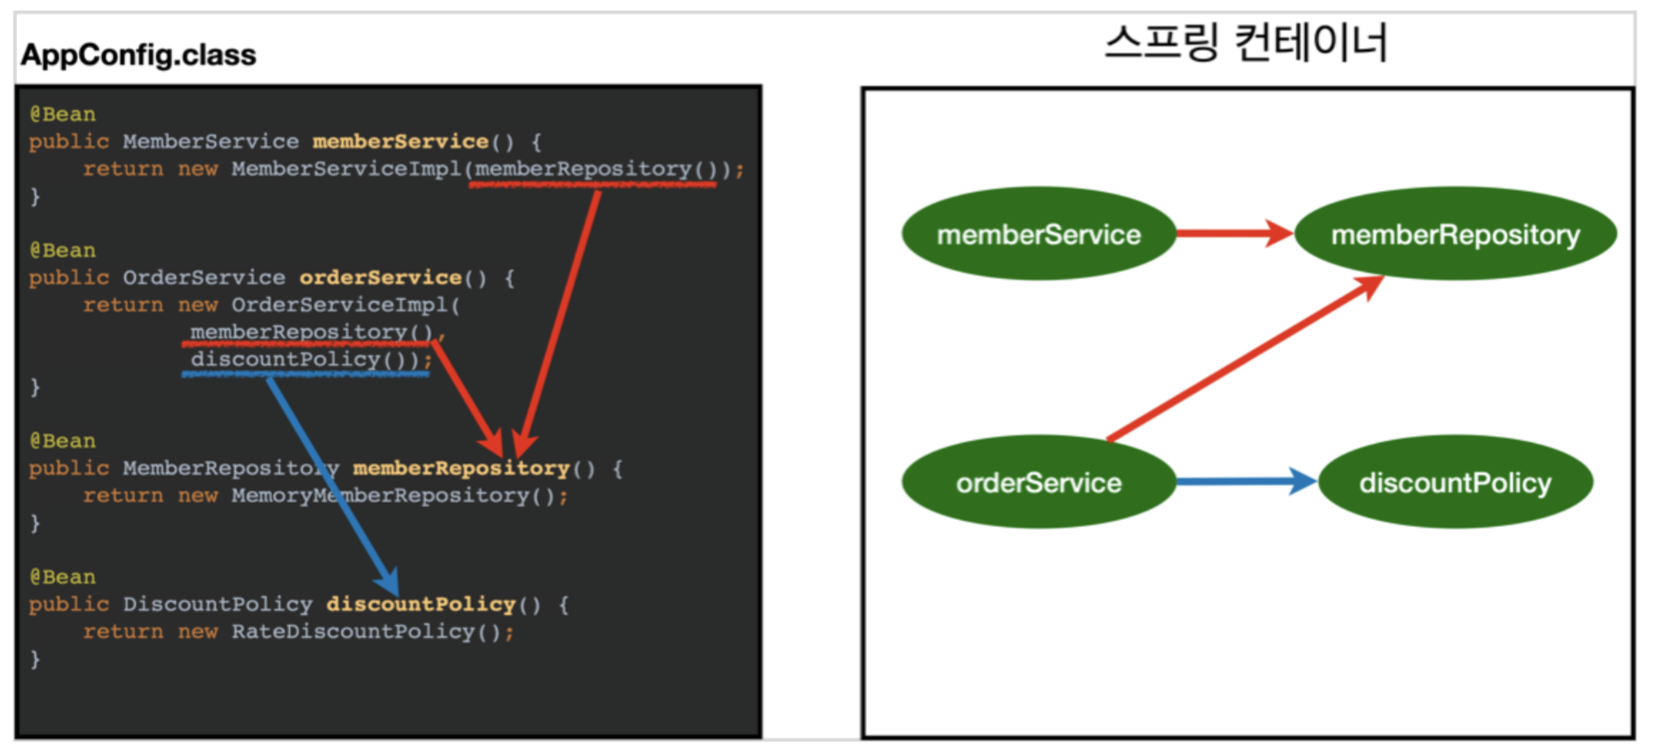 AppConfig.class
@Bean
public MemberService memberService() {
    return new MemberServiceImpl(memberRepository());
}
@Bean
public OrderService orderService() {
    return new OrderServiceImpl(
            memberRepository(),
            discountPolicy());
}
@Bean
public MemberRepository memberRepository() {
    return new MemoryMemberRepository();
}
@Bean
public DiscountPolicy discountPolicy() {
    return new RateDiscountPolicy();
}
스프링 컨테이너
memberService
memberRepository
orderService
discountPolicy